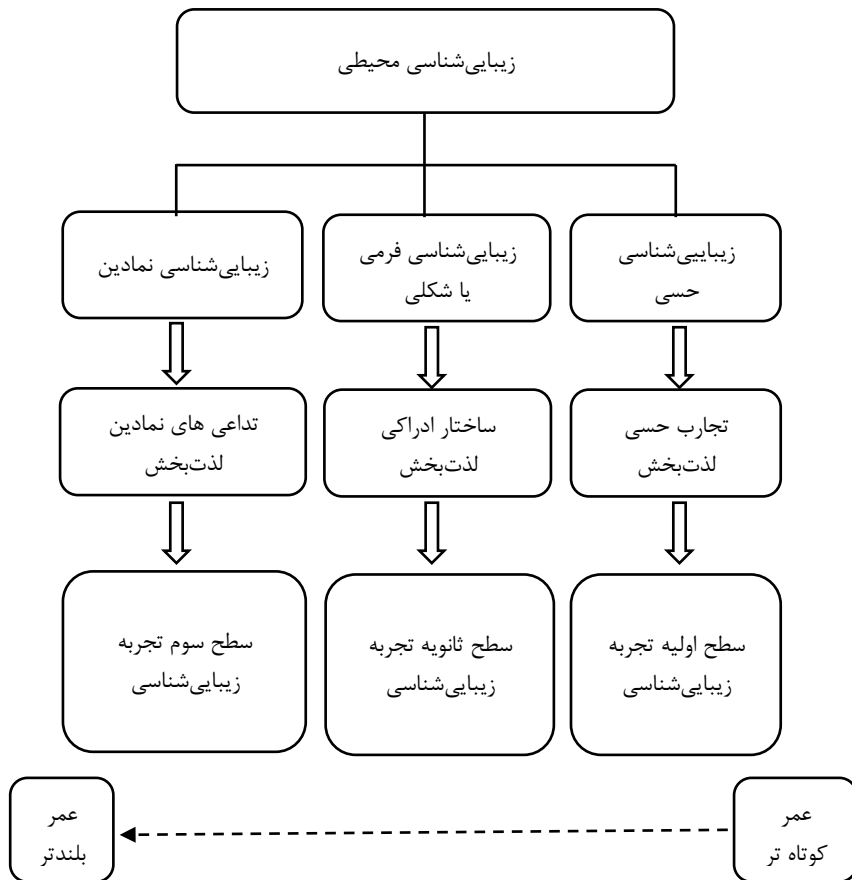 زیبایی‌شناسی محیطی
زیباییی‌شناسی
حسی
زیبایی‌شناسی فرمی
یا شکلی
زیبایی‌شناسی نمادین
تجارب حسی
لذت‌بخش
ساختار ادراکی
لذت‌بخش
تداعی های نمادین
لذت‌بخش
سطح اولیه تجربه
زیبایی‌شناسی
سطح ثانویه تجربه
زیبایی‌شناسی
سطح سوم تجربه
زیبایی‌شناسی
عمر
کوتاه تر
عمر
بلندتر